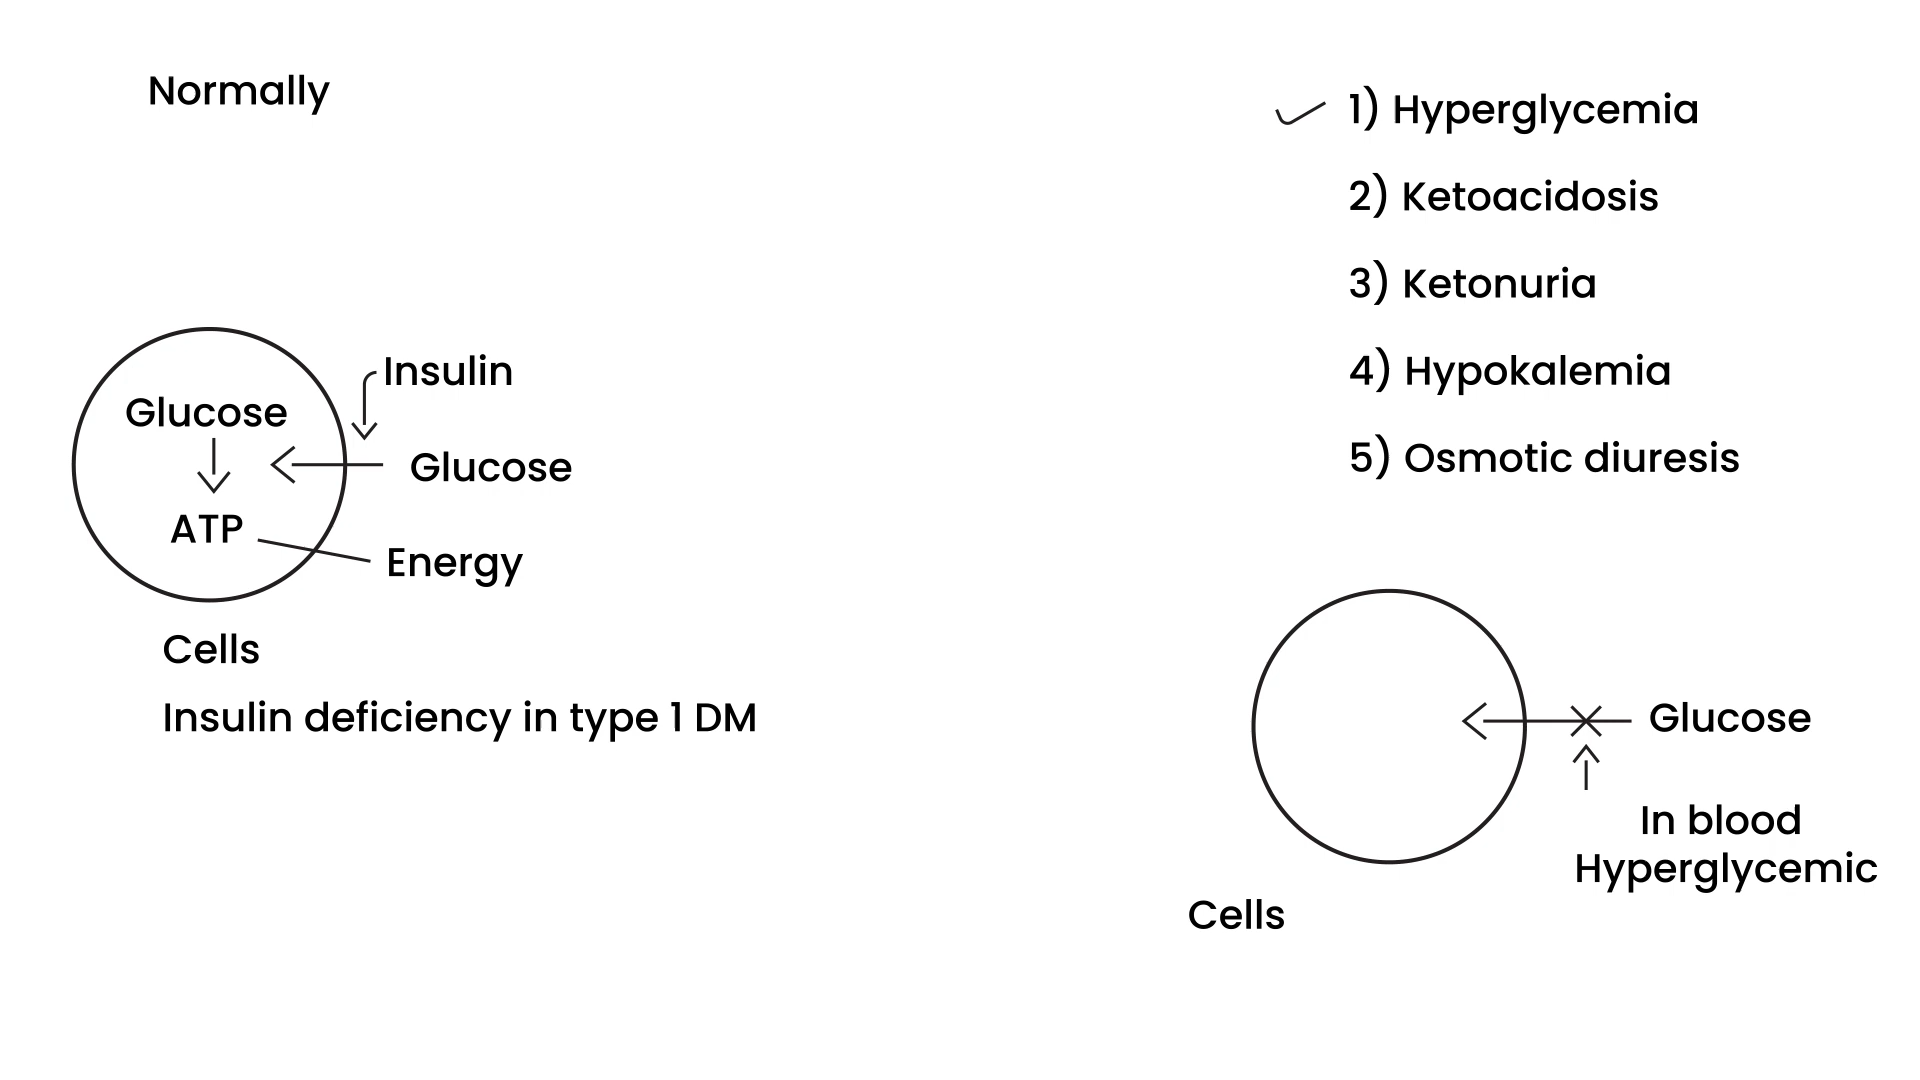 Normally
Insulin
Glucose
Glucose
ATP
Energy
Cells
Insulin deficiency in type 1 DM
1) Hyperglycemia
2) Ketoacidosis
3) Ketonuria
4) Hypokalemia
5) Osmotic diuresis
Glucose
In blood
Hyperglycemic
Cells